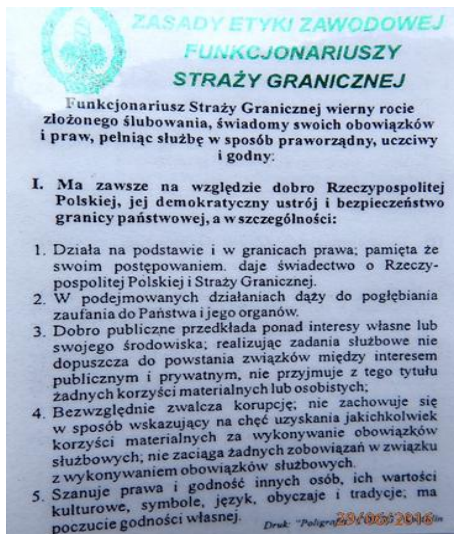 ZASADY ETYKI ZAWODOWEJ
FUNKCJONARIUSZY
STRAŻY GRANICZNEJ
Funkcjonariusz Straży Granicznej wierny rocie
złożonego ślubowania, świadomy swoich obowiązków
i praw, pełniąc służbę w sposób praworządny, uczciwy
i godny:
I. Ma zawsze na względzie dobro Rzeczypospolitej
Polskiej, jej demokratyczny ustrój i bezpieczeństwo
granicy państwowej, a w szczególności:
1. Działa na podstawie i w granicach prawa; pamięta że
swoim postępowaniem. daje świadectwo o Rzeczy-
pospolitej Polskiej i Straży Granicznej.
2. W podejmowanych działaniach dąży do pogłębiania
zaufania do Państwa i jego organów.
3. Dobro publiczne przedkłada ponad interesy własne lub
swojego środowiska; realizując zadania służbowe nie
dopuszcza do powstania związków między interesem
publicznym i prywatnym, nie przyjmuje z tego tytułu
żadnych korzyści materialnych lub osobistych;
4. Bezwzględnie zwalcza korupcję; nie zachowuje się
w sposób wskazujący na chęć uzyskania jakichkolwiek
korzyści materialnych za wykonywanie obowiązków
służbowych; nie zaciąga żadnych zobowiązań w związku
z wykonywaniem obowiązków służbowych.
5. Szanuje prawa i godność innych osób, ich wartości
kulturowe, symbole, język, obyczaje i tradycje; ma
poczucie godności własnej.
Druk: "Poligrafia"
29/06/2016